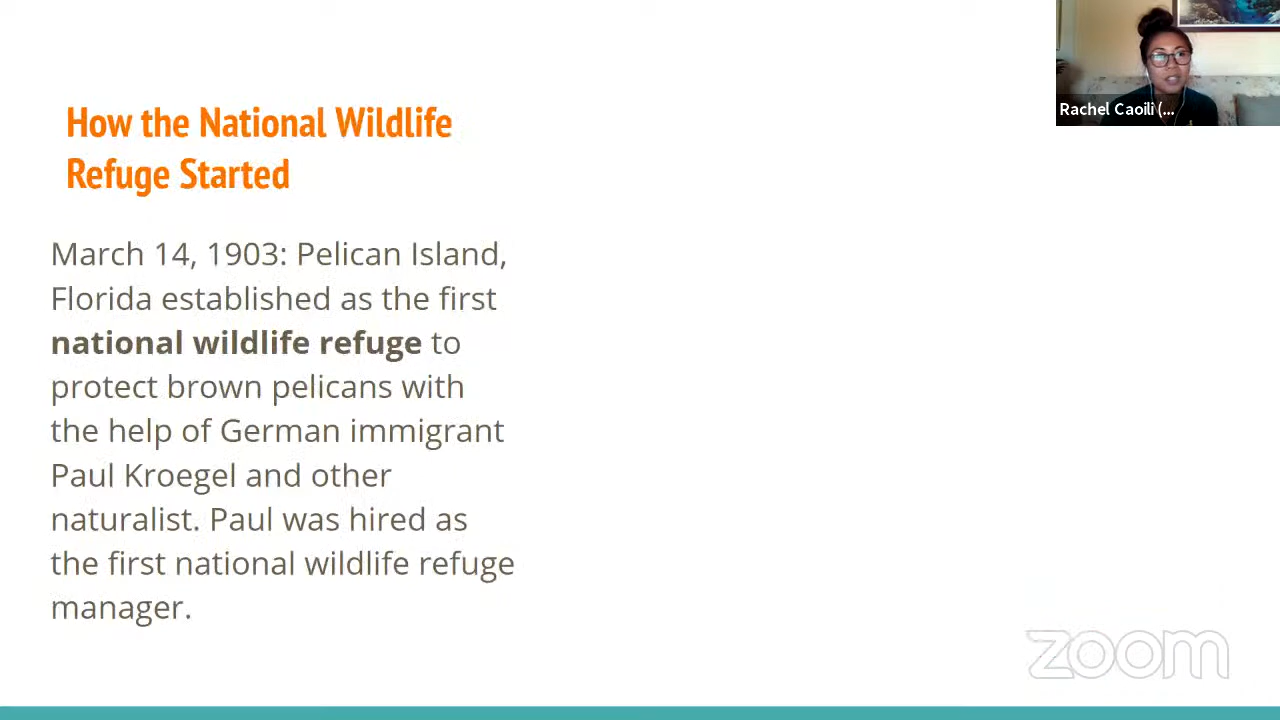 How the National Wildlife
Refuge Started
March 14, 1903: Pelican Island,
Florida established as the first
national wildlife refuge to
protect brown pelicans with
the help of German immigrant
Paul Kroegel and other
naturalist. Paul was hired as
the first national wildlife refuge
manager.
Rachel Caoili (...
zoom